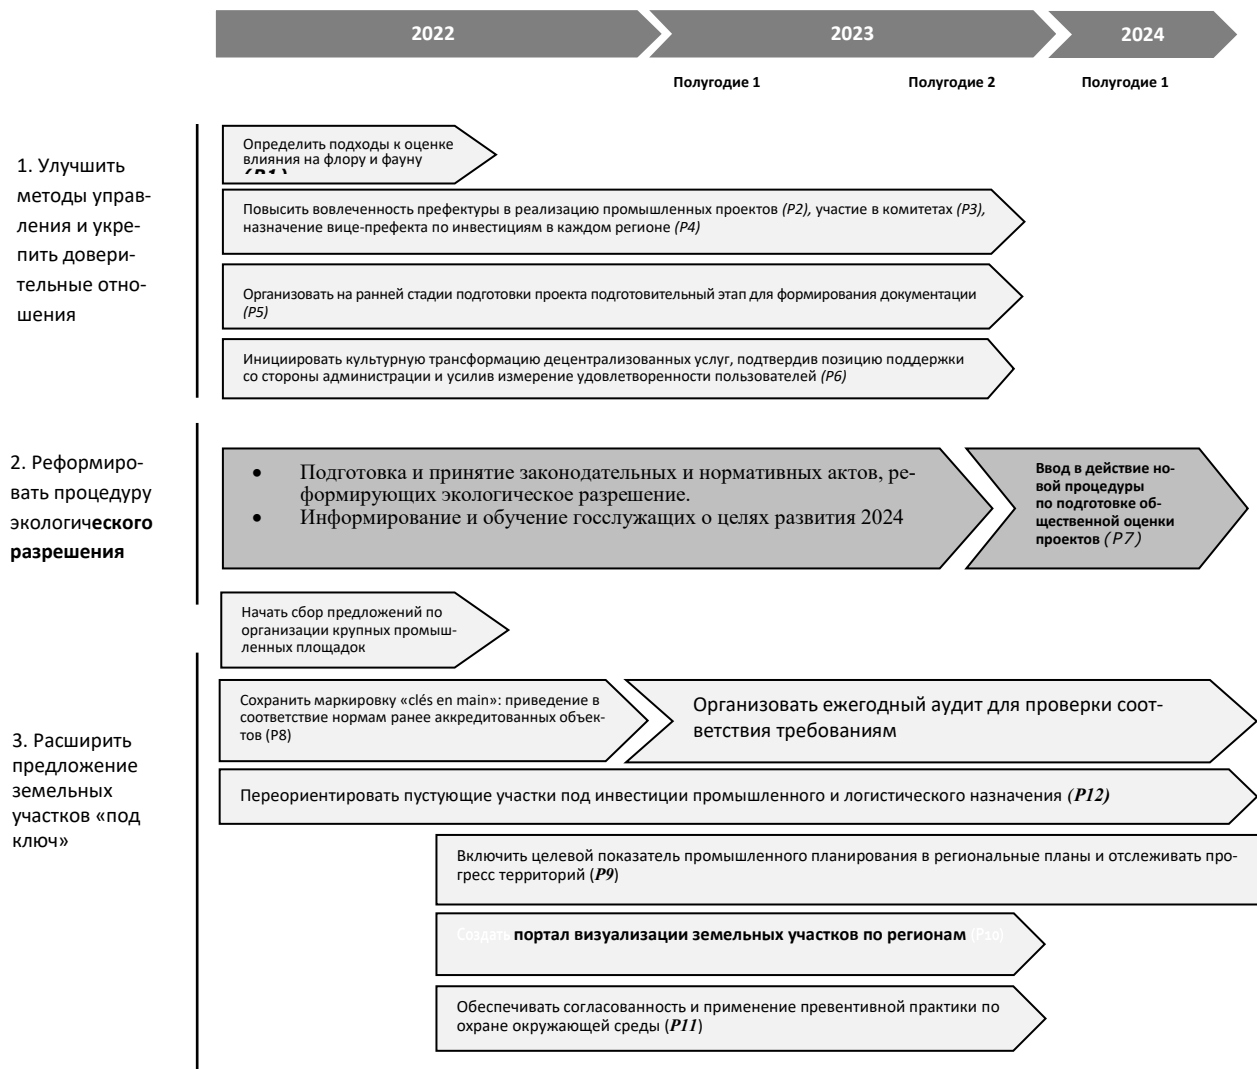 2022
2023
2024
Полугодие 1
Полугодие 2
Полугодие 1
1. Улучшить
методы управ-
ления и укре-
пить довери-
тельные отно-
шения
Определить подходы к оценке
влияния на флору и фауну
(P1)
Повысить вовлеченность префектуры в реализацию промышленных проектов (P2), участие в комитетах (P3),
назначение вице-префекта по инвестициям в каждом регионе (P4)
Организовать на ранней стадии подготовки проекта подготовительный этап для формирования документации
(P5)
Инициировать культурную трансформацию децентрализованных услуг, подтвердив позицию поддержки
со стороны администрации и усилив измерение удовлетворенности пользователей (P6)
2. Реформиро-
вать процедуру
экологического
разрешения
• Подготовка и принятие законодательных и нормативных актов, ре-
формирующих экологическое разрешение.
• Информирование и обучение госслужащих о целях развития 2024
Ввод в действие но-
вой процедуры
по подготовке об-
щественной оценки
проектов (P7)
3. Расширить
предложение
земельных
участков «под
ключ»
Начать сбор предложений по
организации крупных промыш-
ленных площадок
Сохранить маркировку «clés en main»: приведение в
соответствие нормам ранее аккредитованных объек-
тов (P8)
Организовать ежегодный аудит для проверки соот-
ветствия требованиям
Переориентировать пустующие участки под инвестиции промышленного и логистического назначения (P12)
Включить целевой показатель промышленного планирования в региональные планы и отслеживать про-
гресс территорий (P9)
Создать портал визуализации земельных участков по регионам (P10)
Обеспечивать согласованность и применение превентивной практики по
охране окружающей среды (P11)